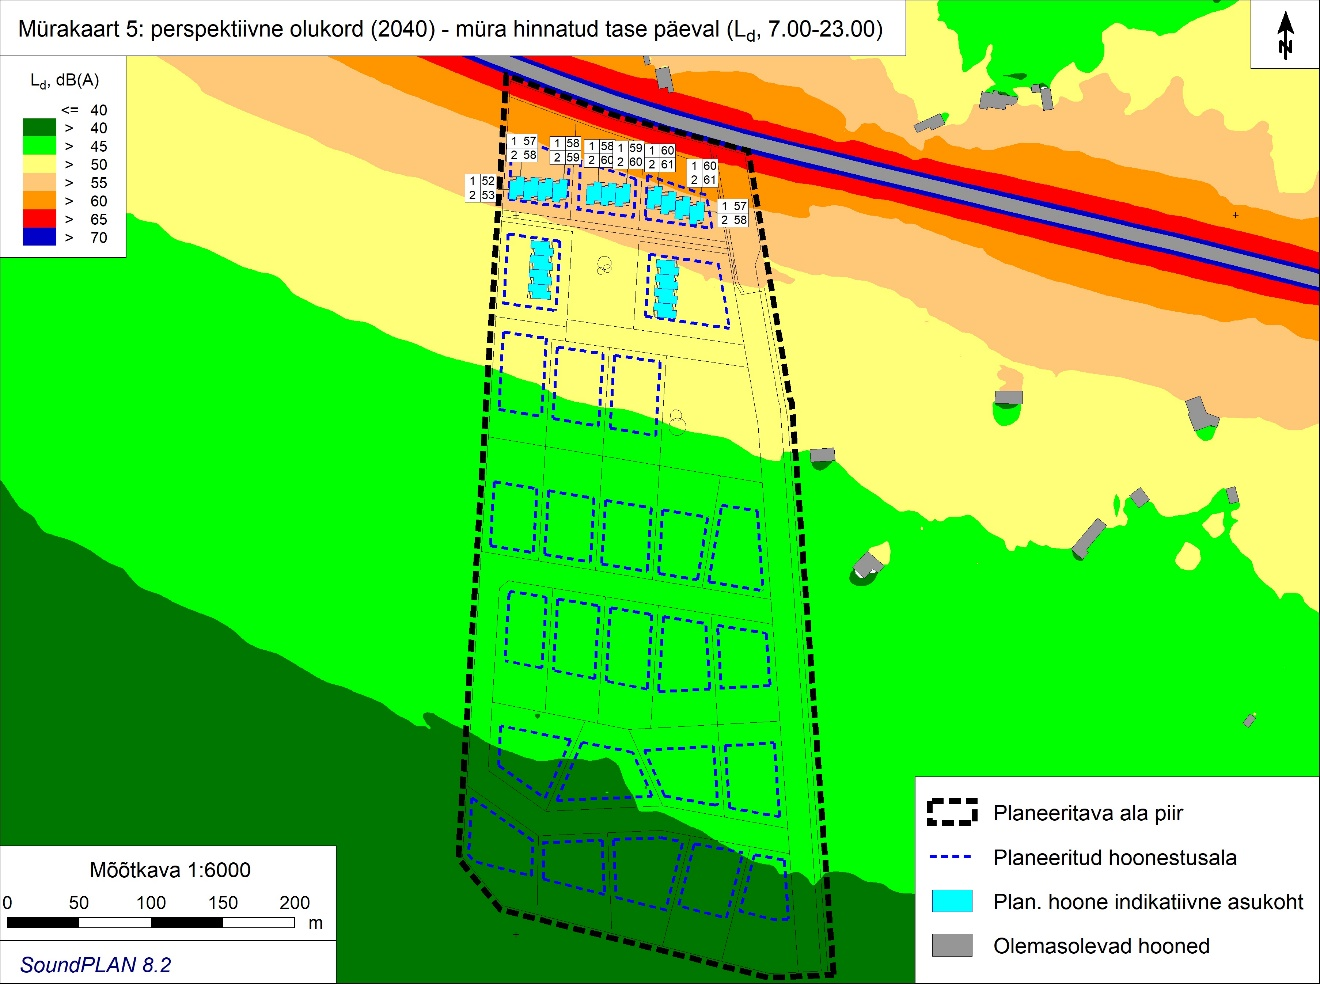 Mürakaart 5: perspektiivne olukord (2040) - müra hinnatud tase päeval (Ld, 7.00-23.00)
N
Ld, dB(A)
<= 40
> 40
> 45
> 50
> 55
> 60
> 65
> 70
1 57
2 58
1 58
2 59
1 58
2 60
1 59
2 60
1 60
2 61
1 60
2 61
1 52
2 53
1 57
2 58
Planeeritava ala piir
Planeeritud hoonestusala
Plan. hoone indikatiivne asukoht
Olemasolevad hooned
Mõõtkava 1:6000
0 50 100 150 200
m
SoundPLAN 8.2